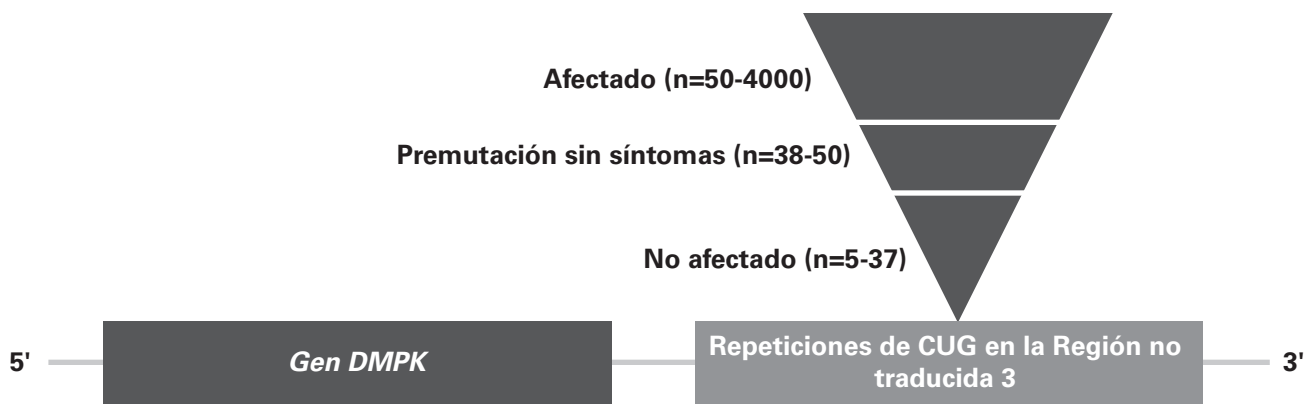 Afectado (n=50-4000)
Premutación sin síntomas (n=38-50)
No afectado (n=5-37)
5' Gen DMPK Repeticiones de CUG en la Región no
traducida 3 3'